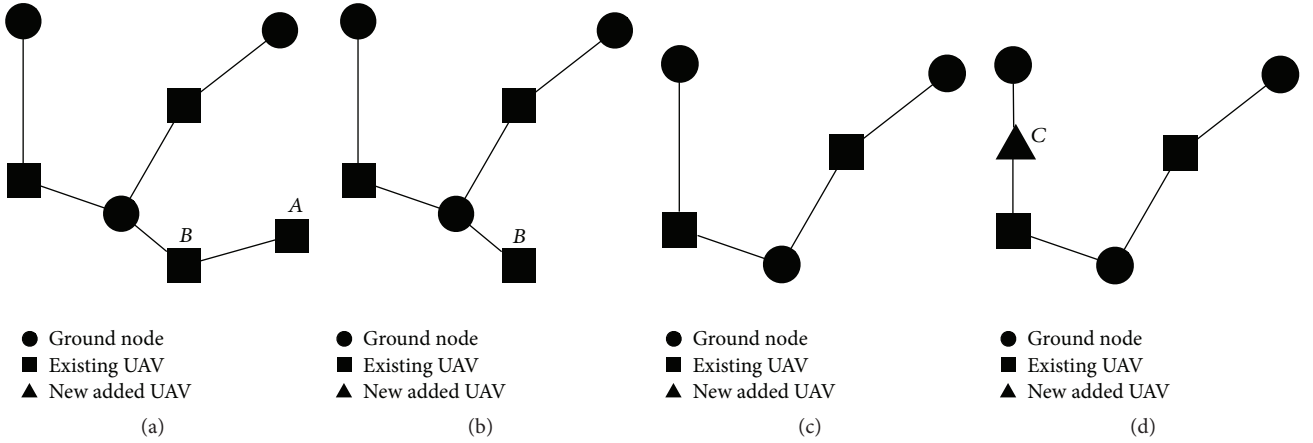 A
B
Ground node
Existing UAV
New added UAV
(a)
B
Ground node
Existing UAV
New added UAV
(b)
Ground node
Existing UAV
New added UAV
(c)
C
Ground node
Existing UAV
New added UAV
(d)